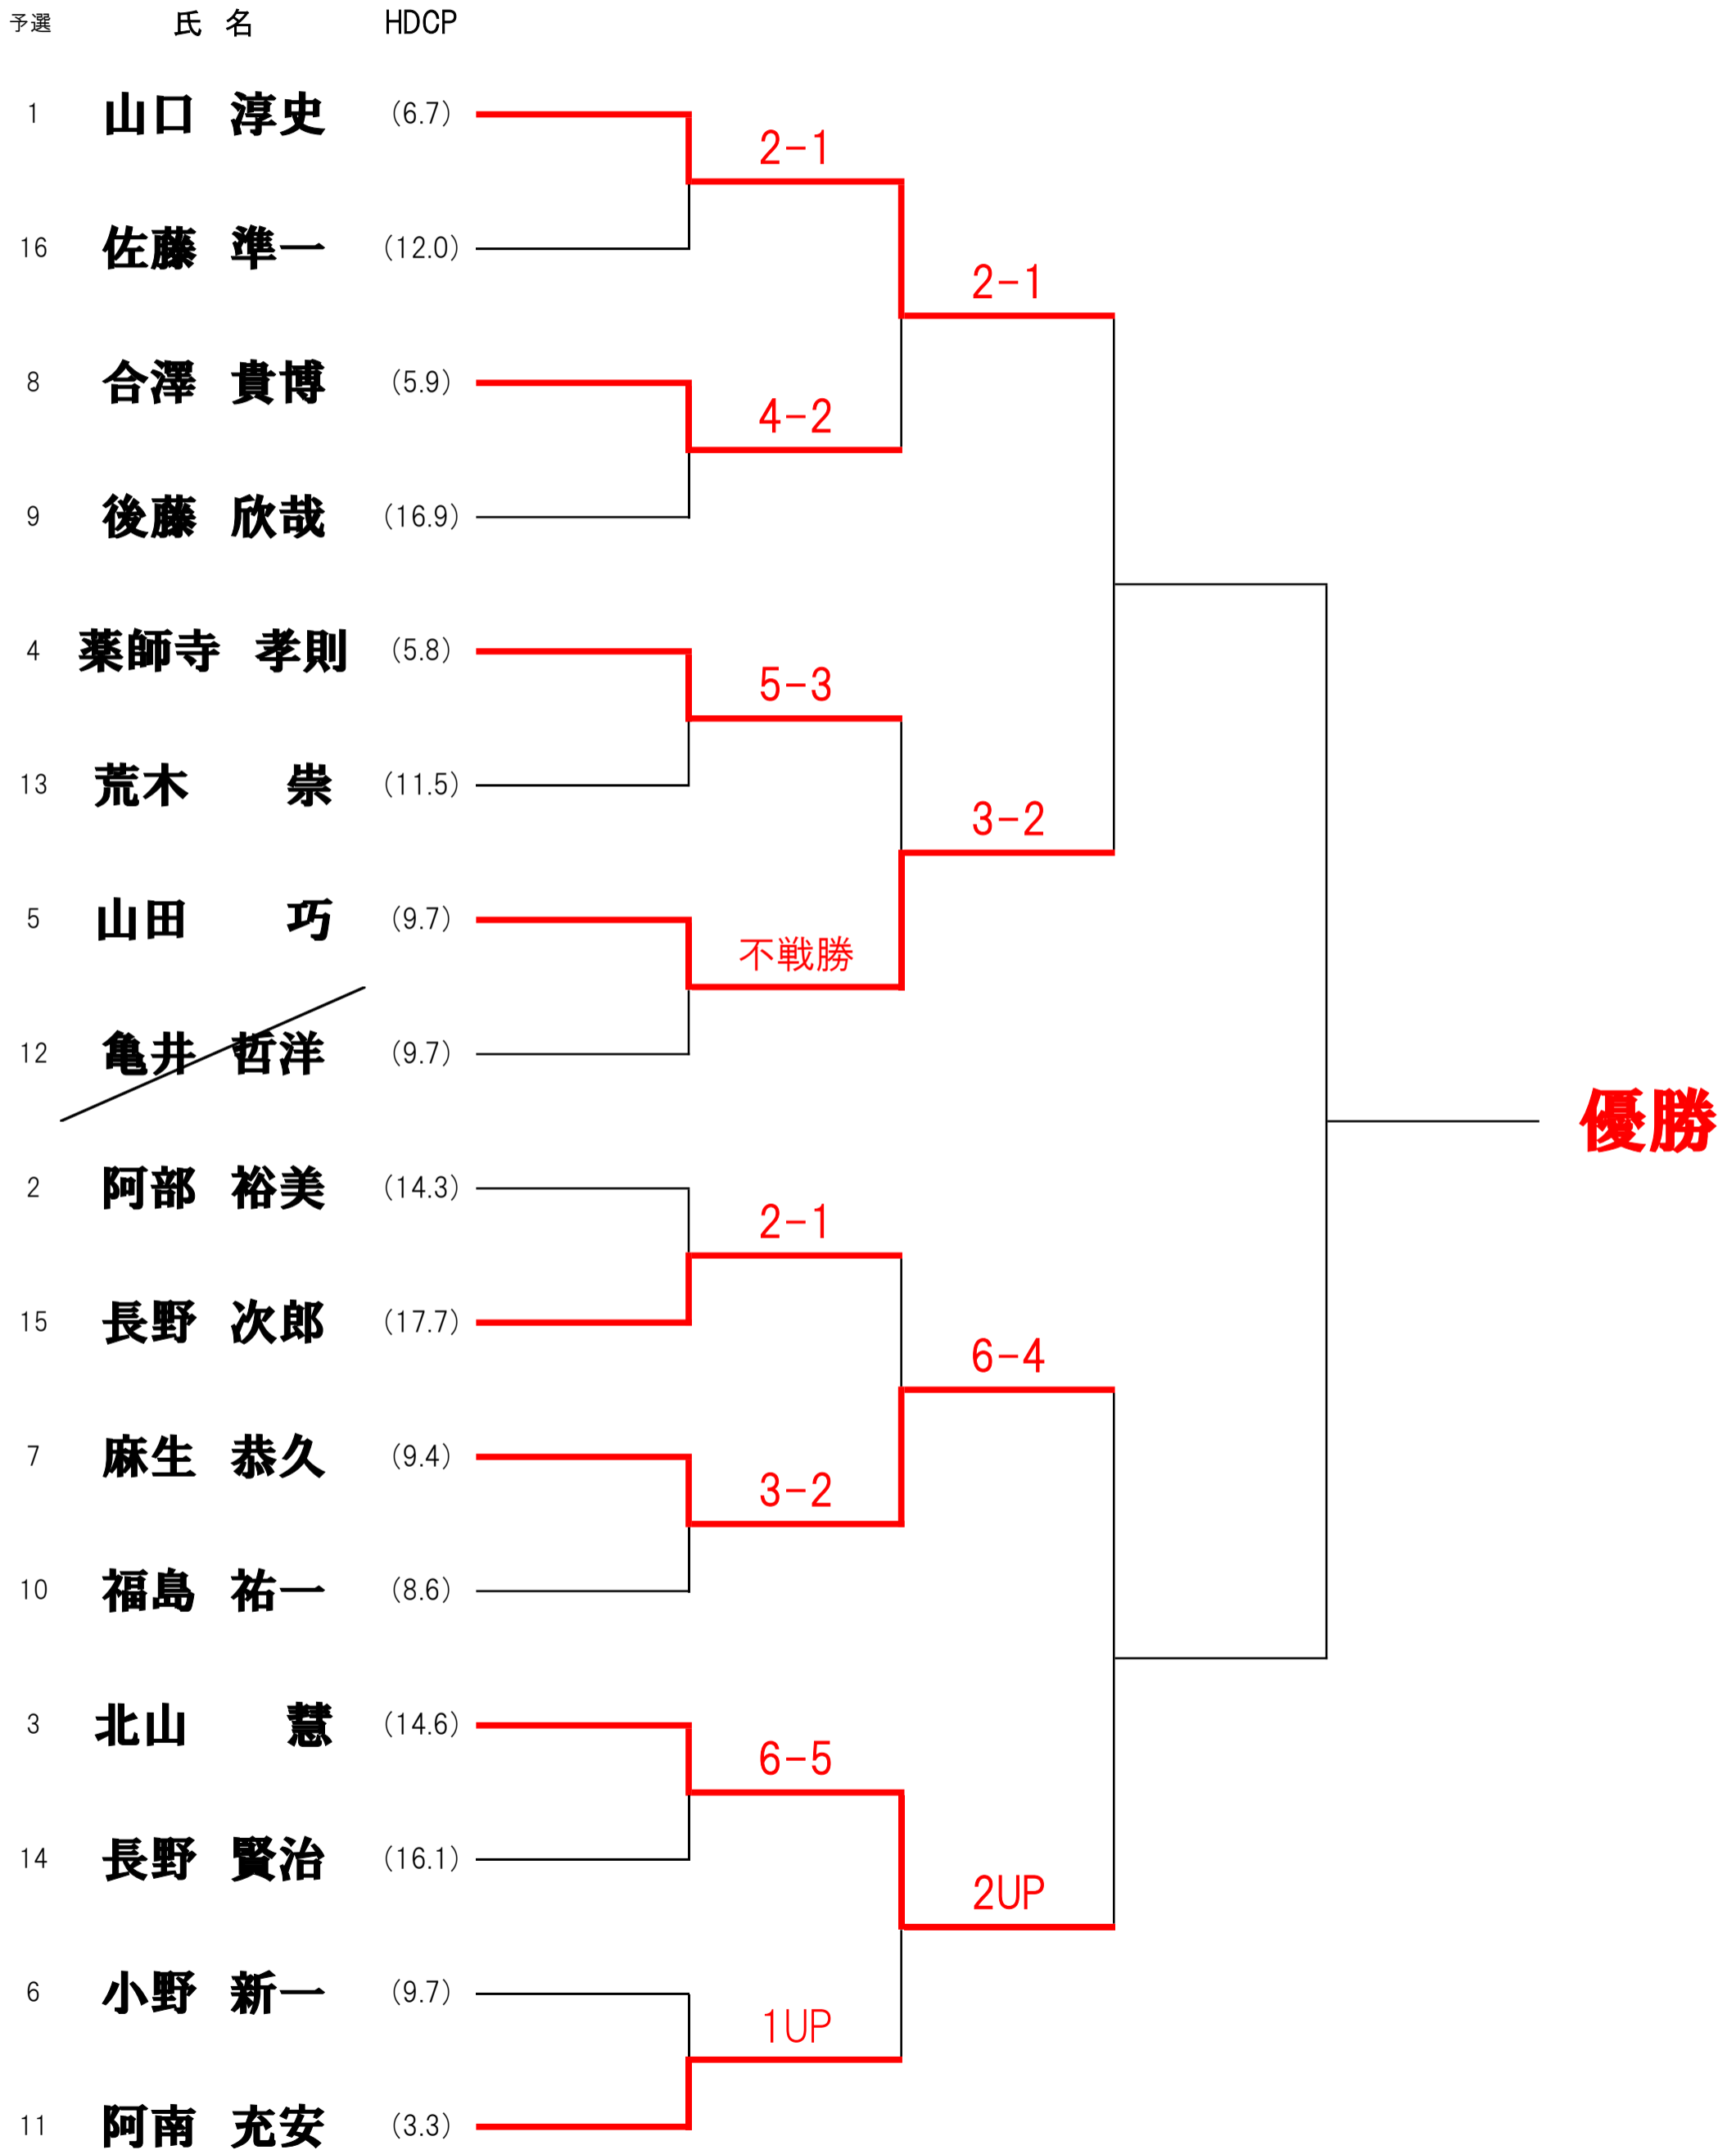 予選 氏 名 HDCP
1 山口 淳史 (6.7)
2-1
16 佐藤 準一 (12.0)
2-1
8 合澤 貴博 (5.9)
4-2
9 後藤 欣哉 (16.9)
4 薬師寺 孝則 (5.8)
5-3
13 荒木 崇 (11.5)
3-2
5 山田 巧 (9.7)
不戦勝
12 亀井 哲洋 (9.7)
優勝
2 阿部 裕美 (14.3)
2-1
15 長野 次郎 (17.7)
6-4
7 麻生 恭久 (9.4)
3-2
10 福島 祐一 (8.6)
3 北山 慧 (14.6)
6-5
14 長野 賢治 (16.1)
2UP
6 小野 新一 (9.7)
1UP
11 阿南 充安 (3.3)